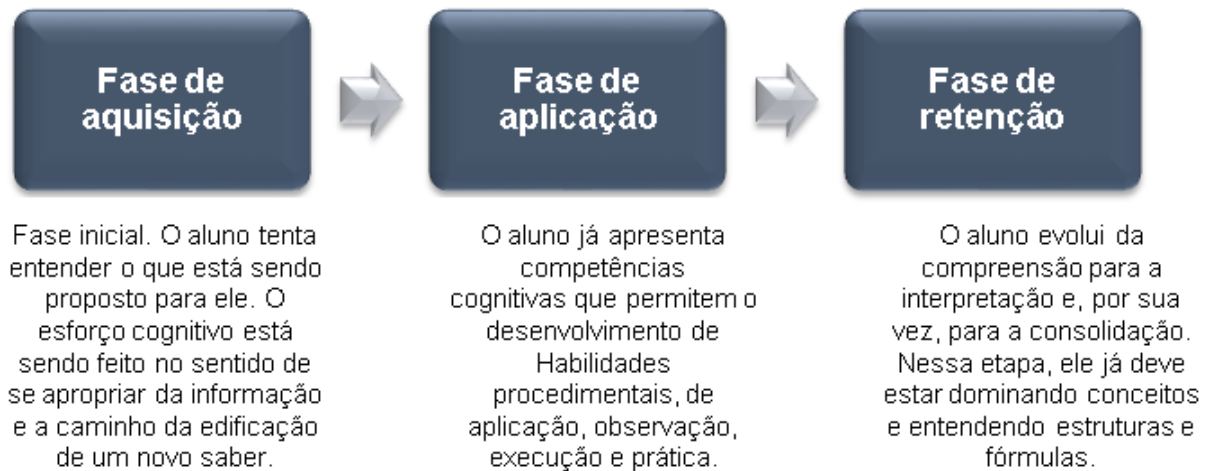 Fase de
aquisição
Fase inicial. O aluno tenta
entender o que está sendo
proposto para ele. O
esforço cognitivo está
sendo feito no sentido de
se apropriar da informação
e a caminho da edificação
de um novo saber.
Fase de
aplicação
O aluno já apresenta
competências
cognitivas que permitem o
desenvolvimento de
Habilidades
procedimentais, de
aplicação, observação,
execução e prática.
Fase de
retenção
O aluno evolui da
compreensão para a
interpretação e, por sua
vez, para a consolidação.
Nessa etapa, ele já deve
estar dominando conceitos
e entendendo estruturas e
fórmulas.